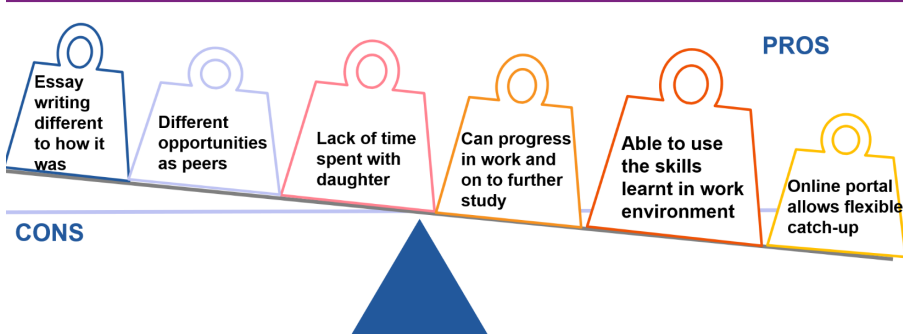 PROS
Essay
writing
different
to how it
was
Different
opportunities
as peers
Lack of time
spent with
daughter
Can progress
in work and
on to further
study
Able to use
the skills
learnt in work
environment
Online portal
allows flexible
catch-up
CONS